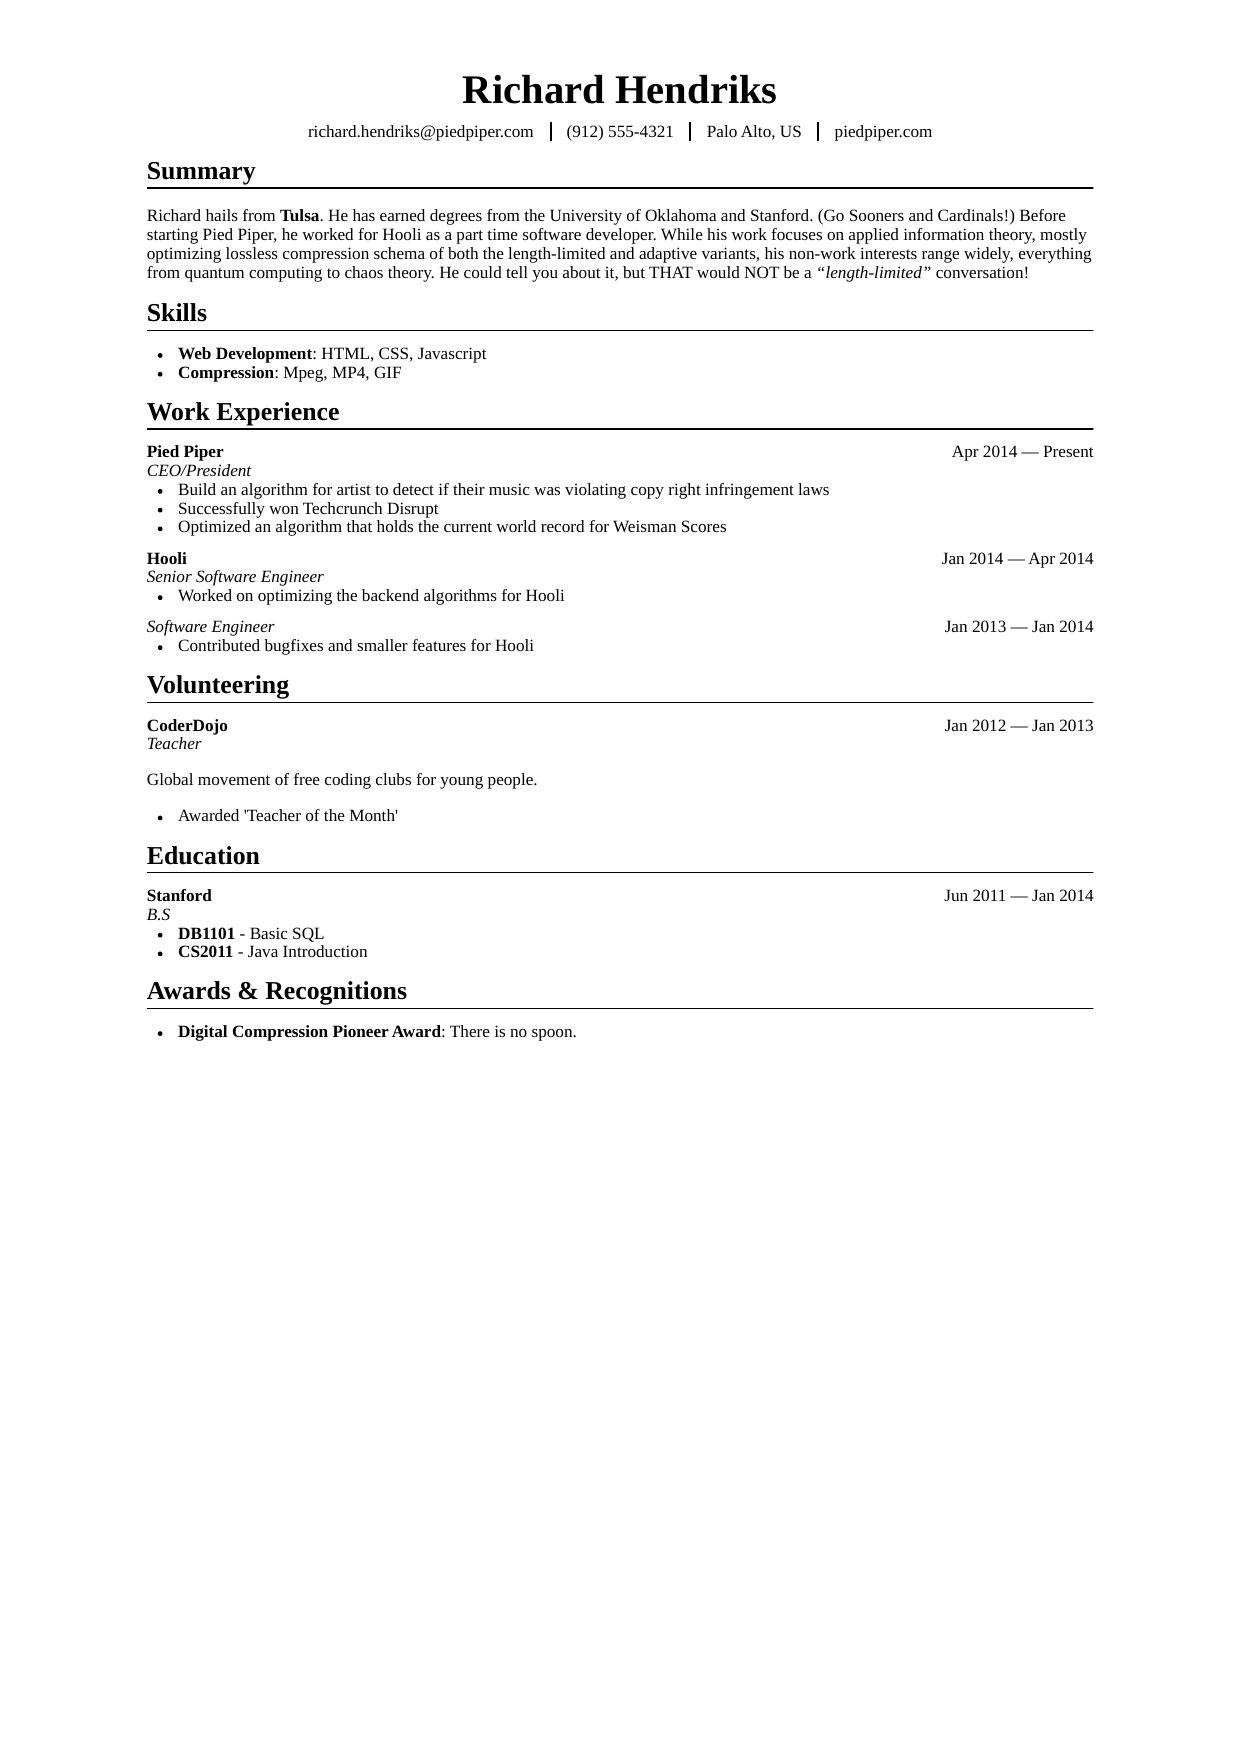 Richard Hendriks
richard.hendriks@piedpiper.com | (912) 555-4321 | Palo Alto, US | piedpiper.com
Summary
Richard hails from Tulsa. He has earned degrees from the University of Oklahoma and Stanford. (Go Sooners and Cardinals!) Before
starting Pied Piper, he worked for Hooli as a part time software developer. While his work focuses on applied information theory, mostly
optimizing lossless compression schema of both the length-limited and adaptive variants, his non-work interests range widely, everything
from quantum computing to chaos theory. He could tell you about it, but THAT would NOT be a “length-limited” conversation!
Skills
• Web Development: HTML, CSS, Javascript
• Compression: Mpeg, MP4, GIF
Work Experience
Pied Piper Apr 2014 — Present
CEO/President
• Build an algorithm for artist to detect if their music was violating copy right infringement laws
• Successfully won Techcrunch Disrupt
• Optimized an algorithm that holds the current world record for Weisman Scores
Hooli Jan 2014 — Apr 2014
Senior Software Engineer
• Worked on optimizing the backend algorithms for Hooli
Software Engineer Jan 2013 — Jan 2014
• Contributed bugfixes and smaller features for Hooli
Volunteering
CoderDojo Jan 2012 — Jan 2013
Teacher
Global movement of free coding clubs for young people.
• Awarded 'Teacher of the Month'
Education
Stanford Jun 2011 — Jan 2014
B.S
• DB1101 - Basic SQL
• CS2011 - Java Introduction
Awards & Recognitions
• Digital Compression Pioneer Award: There is no spoon.